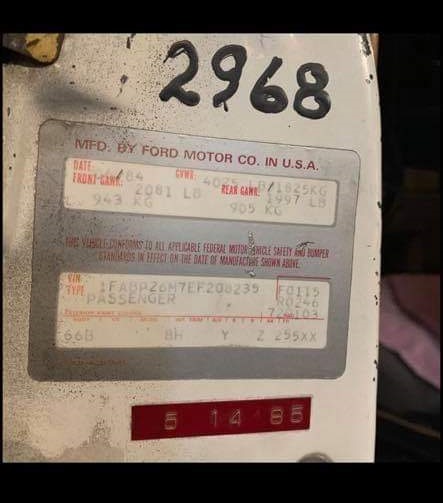 2968
MFD. BY FORD MOTOR CO. IN U.S.A.
DATE: /84 GVWR: 4025 LB/1825KG
FRONT GAWR: 2081 LB REAR GAWR: 1997 LB
943 KG 905 KG
THIS VEHICLE CONFORMS TO ALL APPLICABLE FEDERAL MOTOR VEHICLE SAFETY AND BUMPER
STANDARDS IN EFFECT ON THE DATE OF MANUFACTURE SHOWN ABOVE.
VIN 1FABP26M7EF208235 F0115
TYPE PASSENGER R0246
103
66B 8H Y Z 255XX
5 14 85